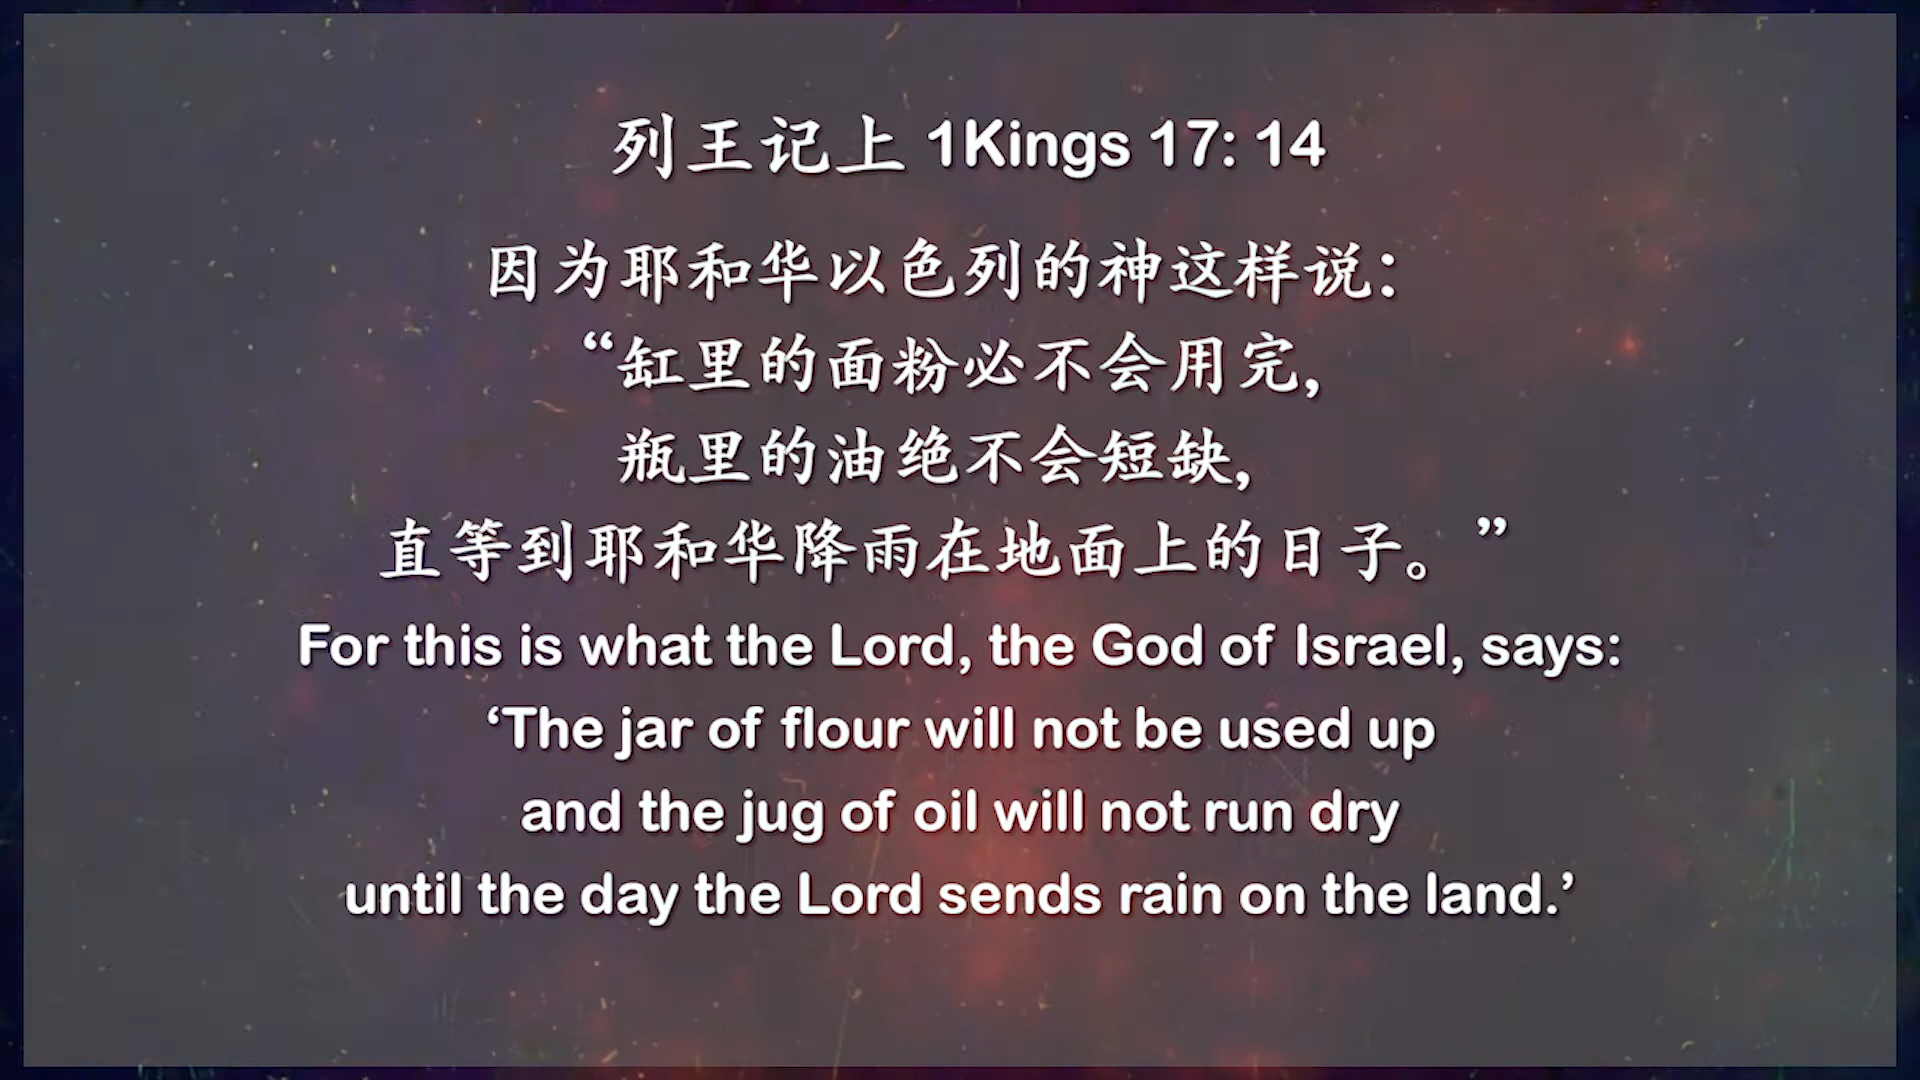 列王记上 1Kings 17: 14
因为耶和华以色列的神这样说：
“缸里的面粉必不会用完，
瓶里的油绝不会短缺，
直等到耶和华降雨在地面上的日子。”
For this is what the Lord, the God of Israel, says:
‘The jar of flour will not be used up
and the jug of oil will not run dry
until the day the Lord sends rain on the land.’